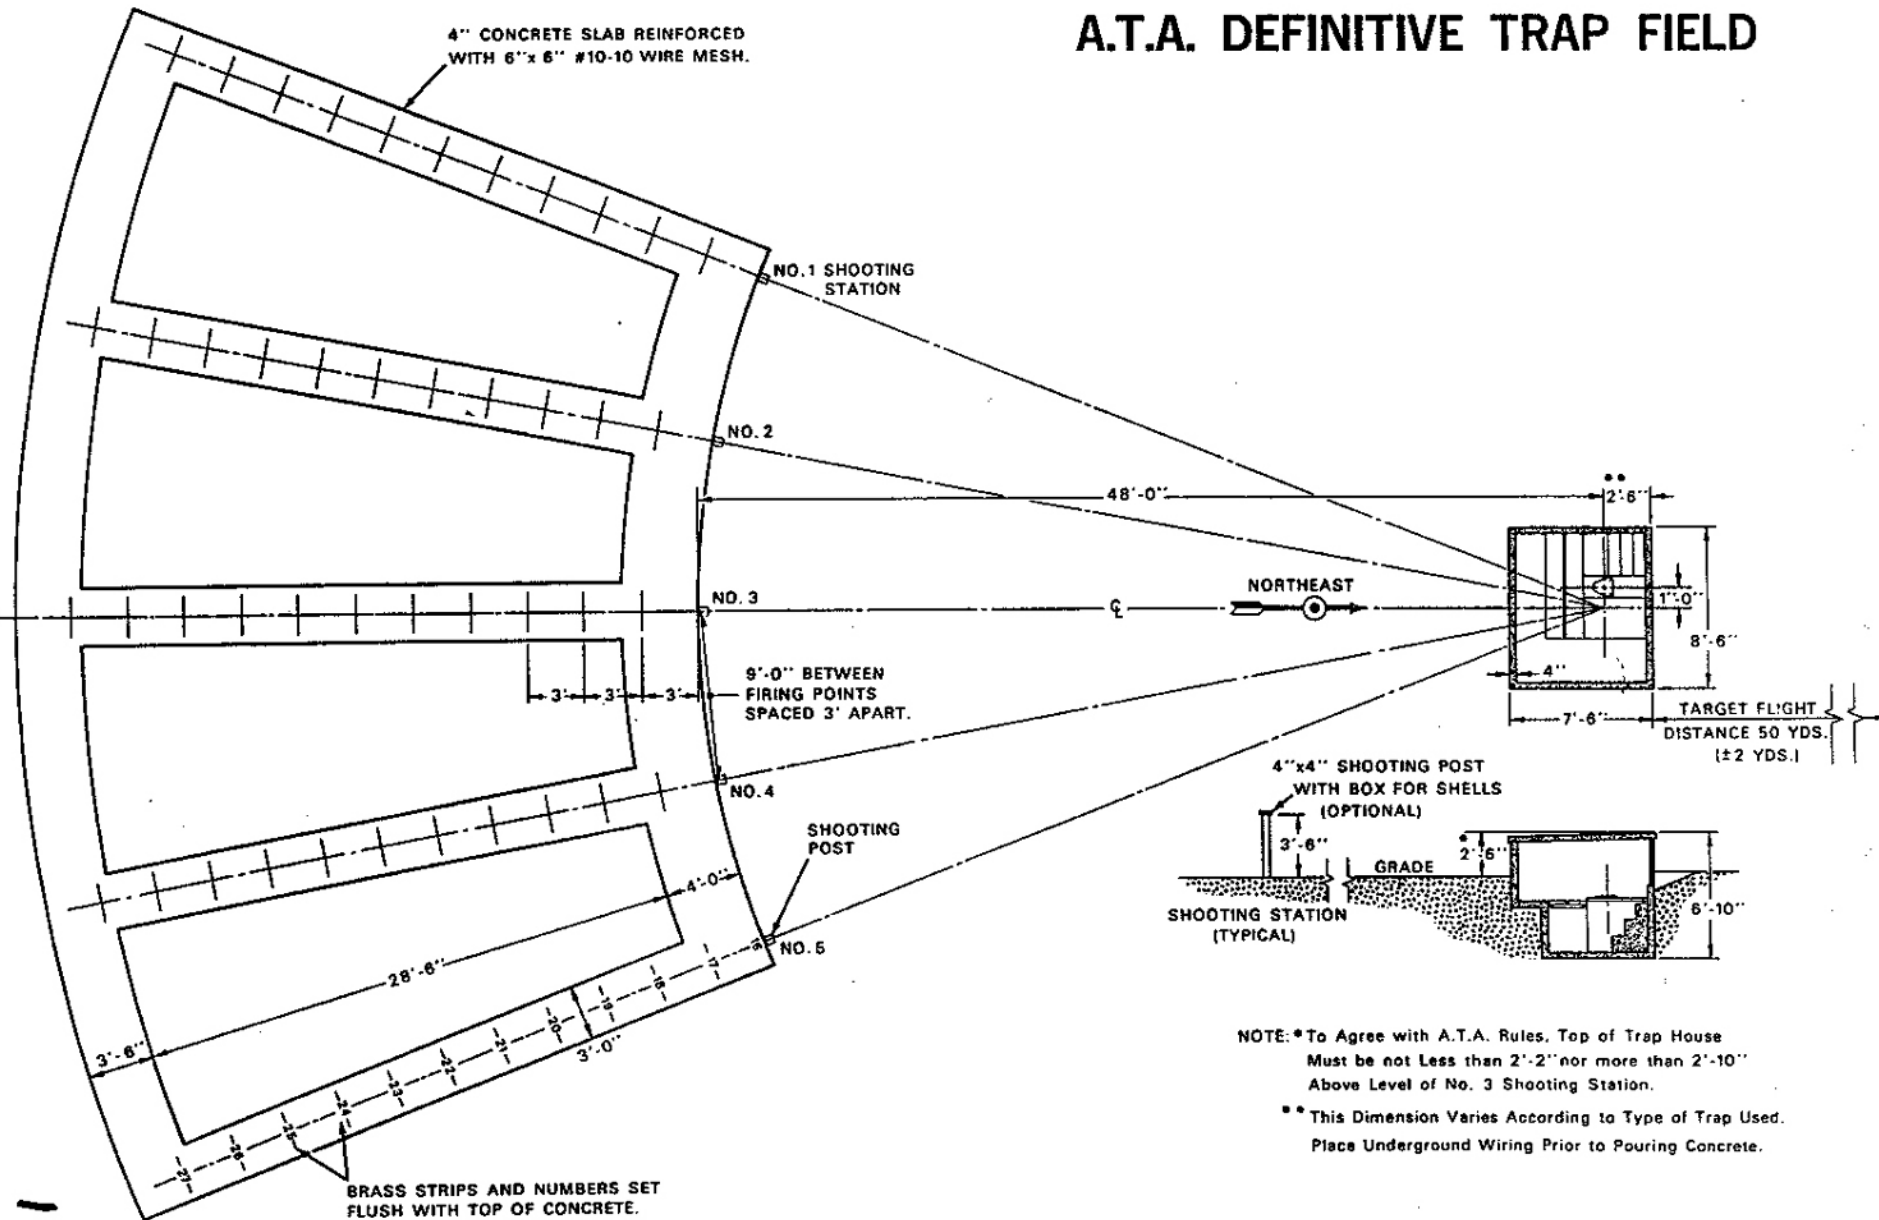 A.T.A. DEFINITIVE TRAP FIELD
4'' CONCRETE SLAB REINFORCED
WITH 6''x 6'' #10-10 WIRE MESH.
NO.1 SHOOTING
STATION
NO. 2
48'-0''
••
2'-6''
NO. 3
NORTHEAST
℄
1'-0''
8'-6''
4''
7'-6''
3'
3'
3'
9'-0'' BETWEEN
FIRING POINTS
SPACED 3' APART.
TARGET FLIGHT
DISTANCE 50 YDS.
(±2 YDS.)
NO. 4
4''x4'' SHOOTING POST
WITH BOX FOR SHELLS
(OPTIONAL)
SHOOTING
POST
3'-6''
GRADE
•
2'-6''
6'-10''
SHOOTING STATION
(TYPICAL)
4'-0''
NO. 5
28'-6''
3'-6''
3'-0''
16
17
18
19
20
21
22
23
24
25
26
27
BRASS STRIPS AND NUMBERS SET
FLUSH WITH TOP OF CONCRETE.
NOTE: • To Agree with A.T.A. Rules, Top of Trap House
Must be not Less than 2'-2'' nor more than 2'-10''
Above Level of No. 3 Shooting Station.
•• This Dimension Varies According to Type of Trap Used.
Place Underground Wiring Prior to Pouring Concrete.